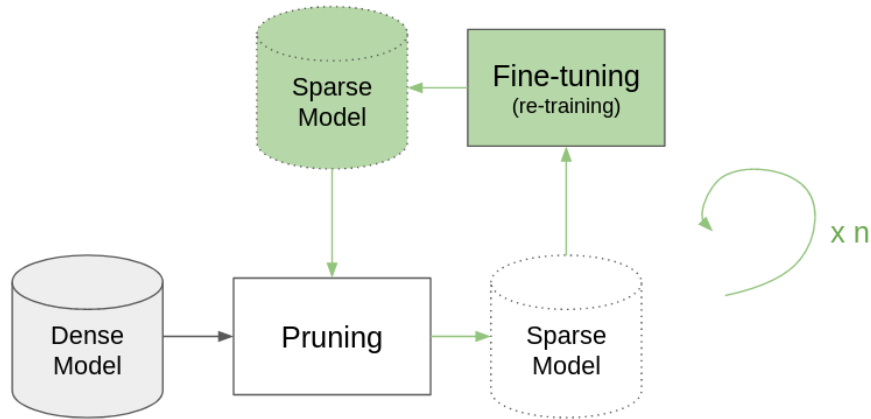 Sparse
Model
Fine-tuning
(re-training)
x n
Dense
Model
Pruning
Sparse
Model